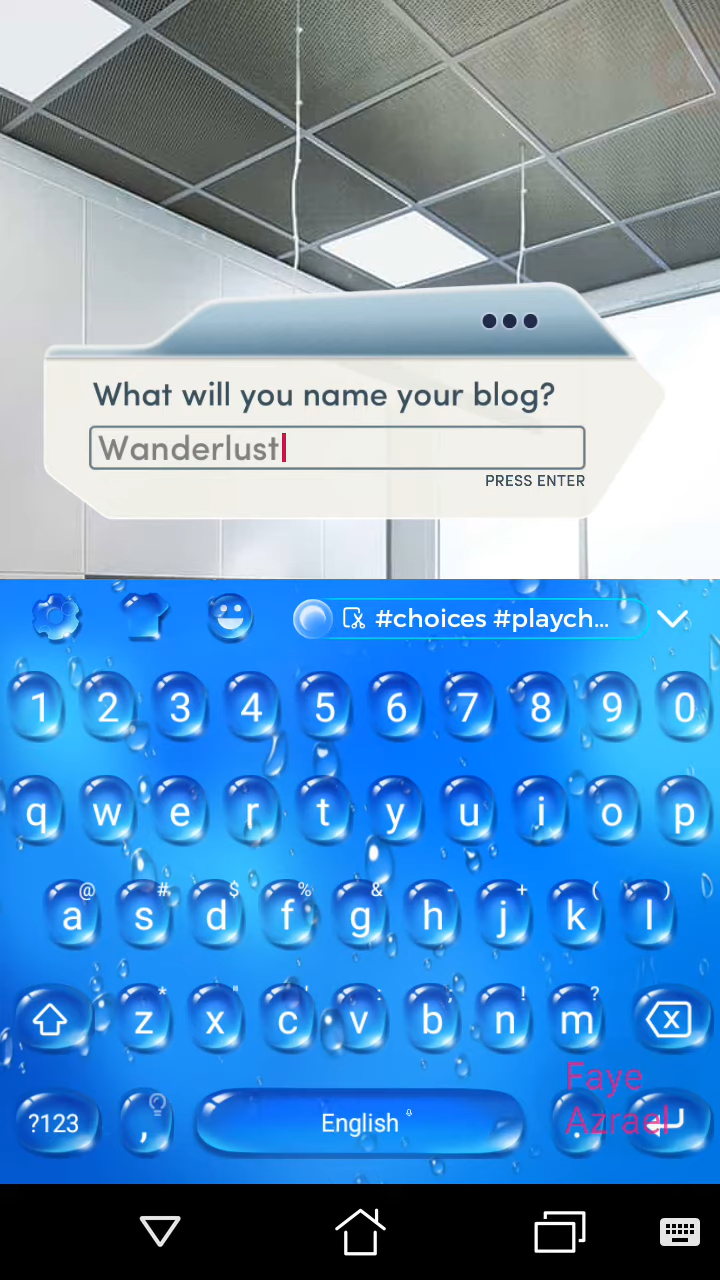 What will you name your blog?
Wanderlust
PRESS ENTER
#choices #playch...
1 2 3 4 5 6 7 8 9 0
q w e r t y u i o p
@ # $ % & - + ( )
a s d f g h j k l
* " ' : ; ! ?
z x c v b n m
Faye
?123 , English .
Azrael